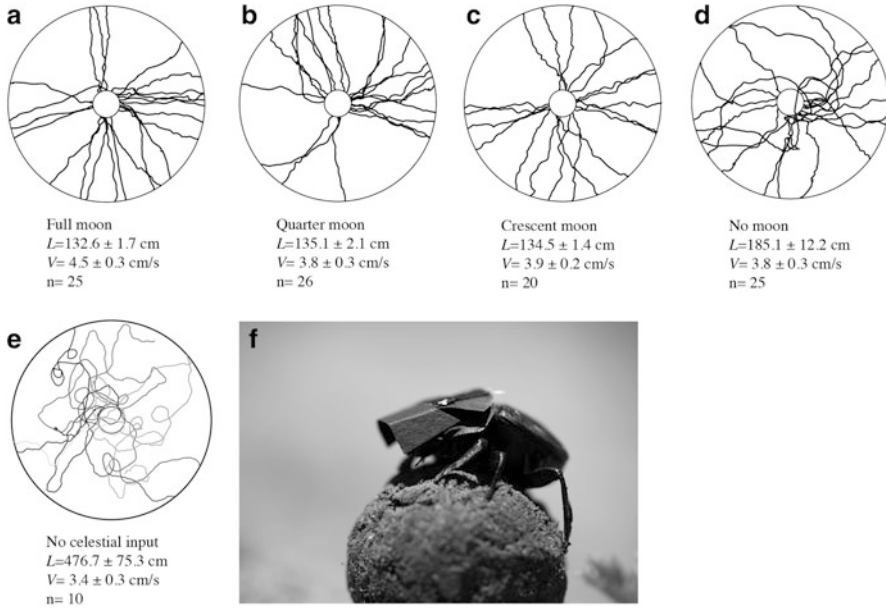 a
Full moon
L=132.6 ± 1.7 cm
V= 4.5 ± 0.3 cm/s
n= 25
b
Quarter moon
L=135.1 ± 2.1 cm
V= 3.8 ± 0.3 cm/s
n= 26
c
Crescent moon
L=134.5 ± 1.4 cm
V= 3.9 ± 0.2 cm/s
n= 20
d
No moon
L=185.1 ± 12.2 cm
V= 3.8 ± 0.3 cm/s
n= 25
e
No celestial input
L=476.7 ± 75.3 cm
V= 3.4 ± 0.3 cm/s
n= 10
f